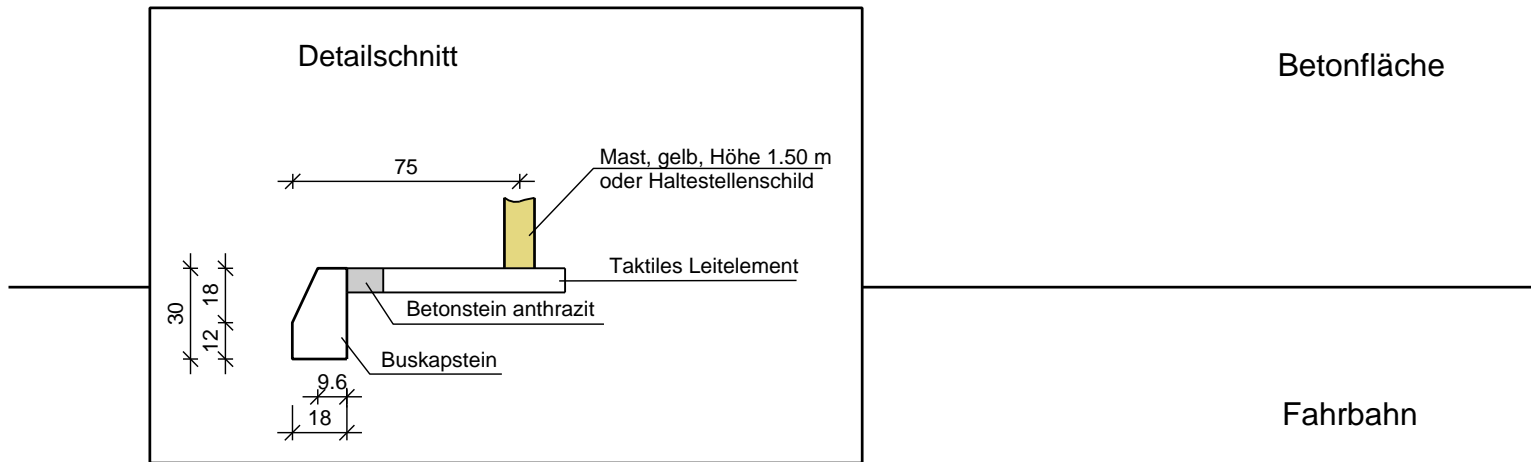 Detailschnitt
Betonfläche
75
Mast, gelb, Höhe 1.50 m
oder Haltestellenschild
Taktiles Leitelement
30
18
12
Betonstein anthrazit
Buskapstein
9.6
18
Fahrbahn